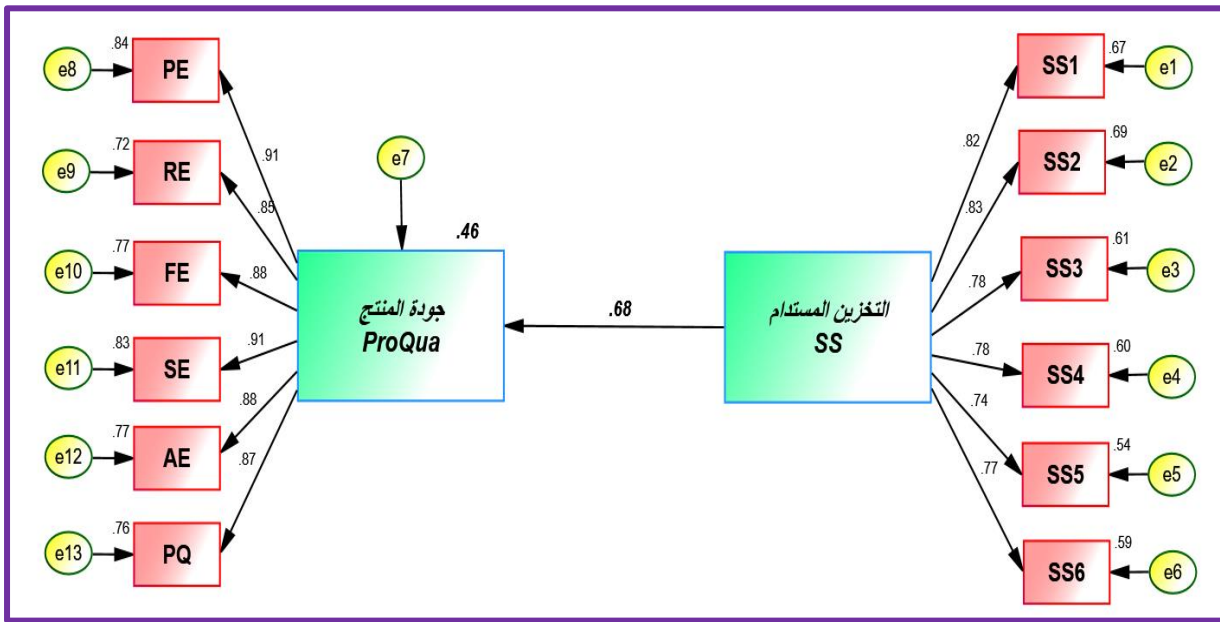 .84
e8
PE
.67
SS1
e1
.72
e9
RE
.91
e7
.82
.69
SS2
e2
.85
.83
.77
e10
FE
.88
.46
جودة المنتج
ProQua
.68
التخزين المستدام
SS
.78
.61
SS3
e3
.83
e11
SE
.91
.78
.60
SS4
e4
.77
e12
AE
.88
.74
.54
SS5
e5
.87
.77
.76
e13
PQ
.59
SS6
e6